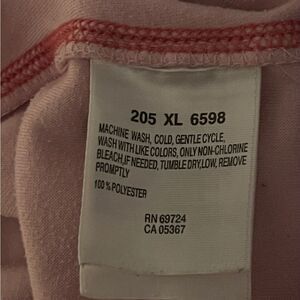 205 XL 6598
MACHINE WASH, COLD, GENTLE CYCLE,
WASH WITH LIKE COLORS, ONLY NON-CHLORINE
BLEACH,IF NEEDED, TUMBLE DRY,LOW, REMOVE
PROMPTLY
100% POLYESTER
RN 69724
CA 05367